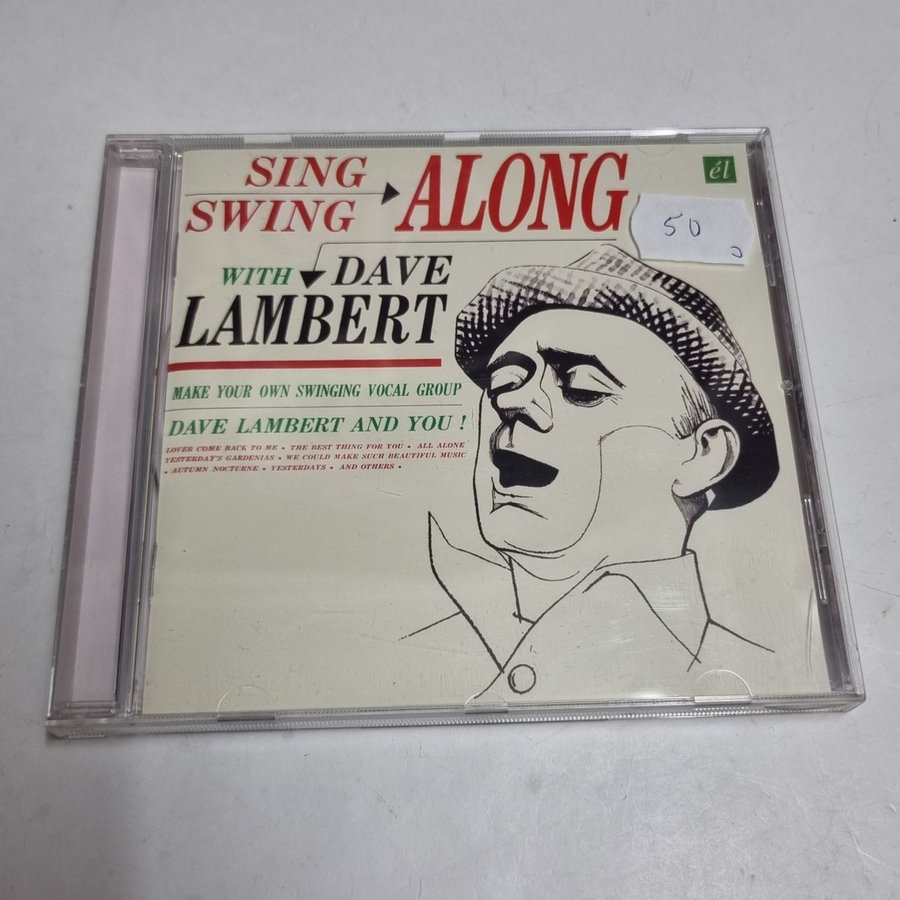 SING
SWING
ALONG
él
50
WITH DAVE
LAMBERT
MAKE YOUR OWN SWINGING VOCAL GROUP
DAVE LAMBERT AND YOU !
LOVER COME BACK TO ME • THE BEST THING FOR YOU • ALL ALONE
YESTERDAY'S GARDENIAS • WE COULD MAKE SUCH BEAUTIFUL MUSIC
• AUTUMN NOCTURNE • YESTERDAYS • AND OTHERS •